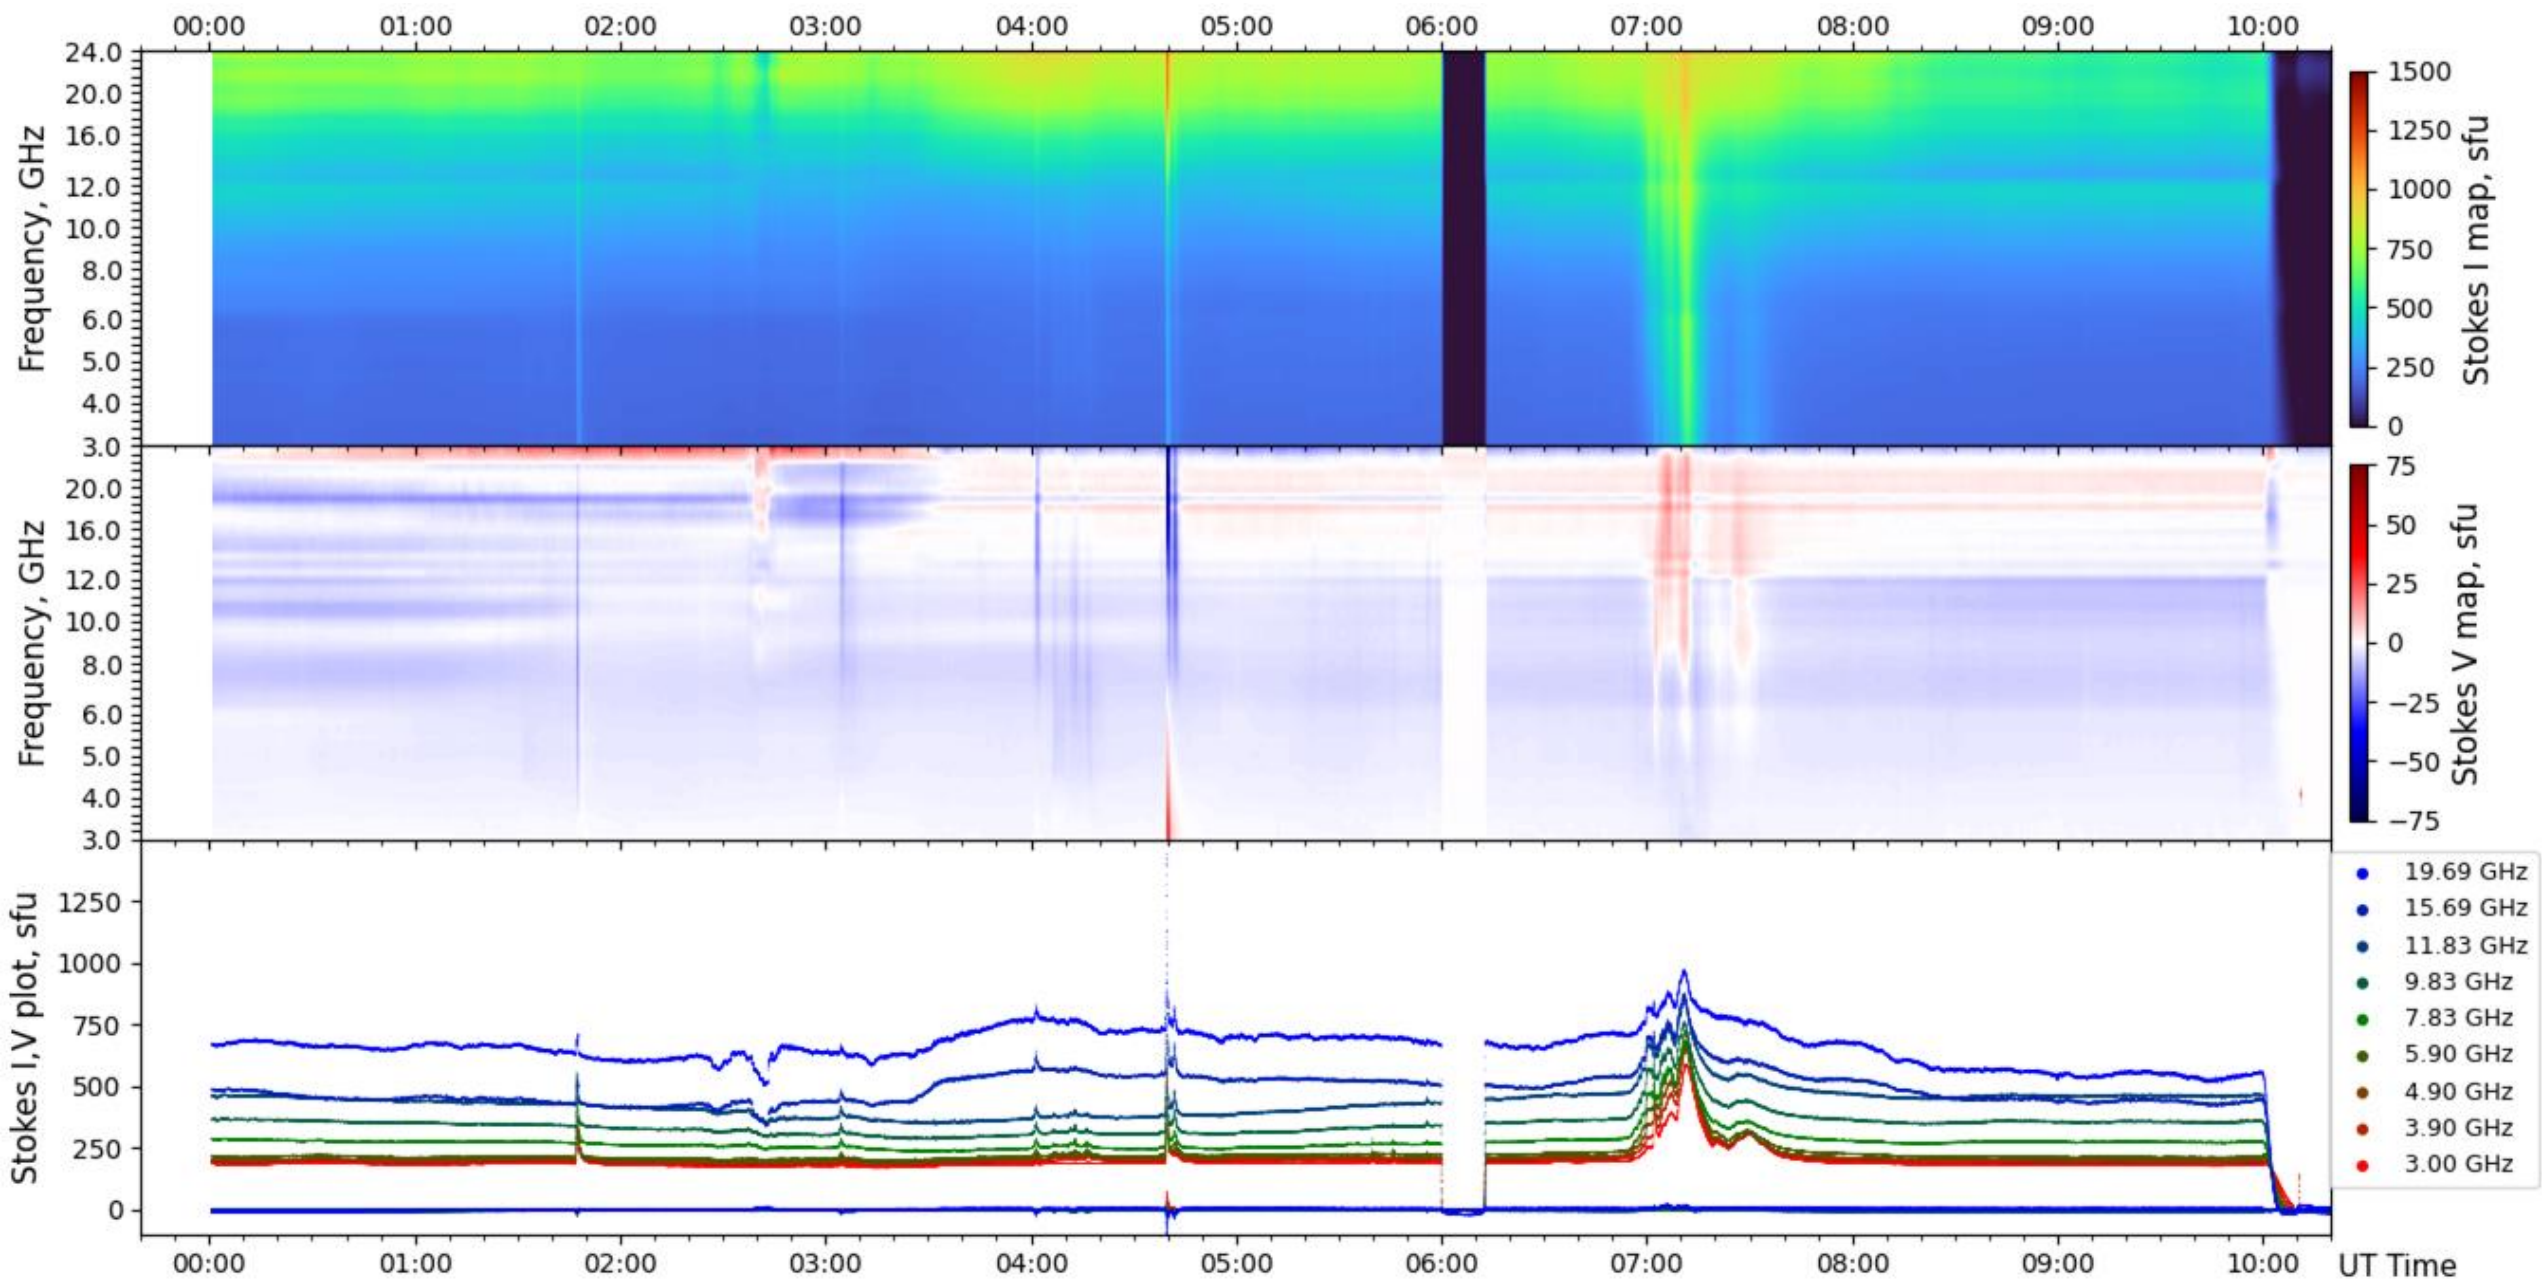 00:00 01:00 02:00 03:00 04:00 05:00 06:00 07:00 08:00 09:00 10:00
Frequency, GHz
24.0
20.0
16.0
12.0
10.0
8.0
6.0
5.0
4.0
3.0
1500
1250
1000
750
500
250
0
Stokes I map, sfu
Frequency, GHz
20.0
16.0
12.0
10.0
8.0
6.0
5.0
4.0
3.0
75
50
25
0
−25
−50
−75
Stokes V map, sfu
Stokes I,V plot, sfu
1250
1000
750
500
250
0
19.69 GHz
15.69 GHz
11.83 GHz
9.83 GHz
7.83 GHz
5.90 GHz
4.90 GHz
3.90 GHz
3.00 GHz
00:00 01:00 02:00 03:00 04:00 05:00 06:00 07:00 08:00 09:00 10:00 UT Time